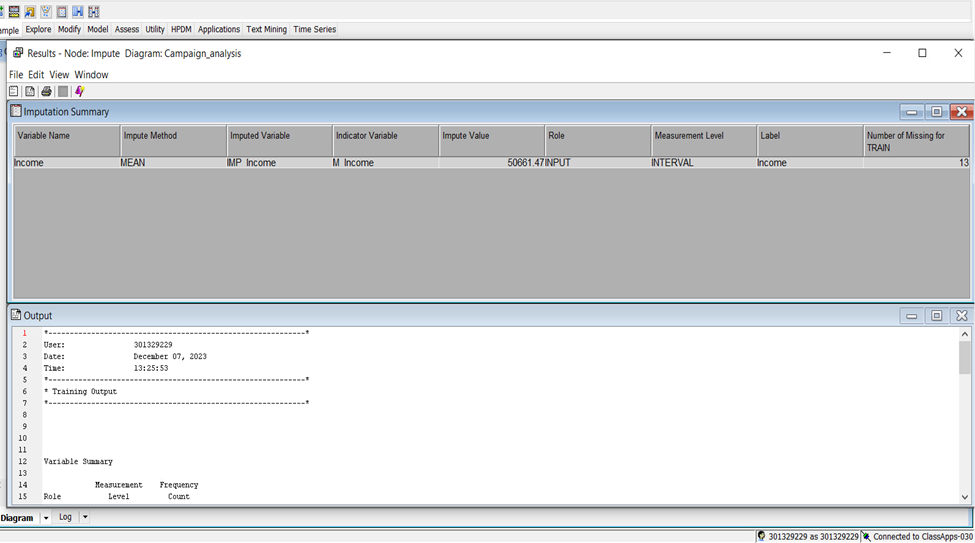 ample Explore Modify Model Assess Utility HPDM Applications Text Mining Time Series
Results - Node: Impute Diagram: Campaign_analysis
File Edit View Window
Imputation Summary
Variable Name Impute Method Imputed Variable Indicator Variable Impute Value Role Measurement Level Label Number of Missing for
TRAIN
Income MEAN IMP_Income M_Income 50661.47 INPUT INTERVAL Income 13
Output
1 *------------------------------------------------------------*
2 User: 301329229
3 Date: December 07, 2023
4 Time: 13:25:53
5 *------------------------------------------------------------*
6 * Training Output
7 *------------------------------------------------------------*
8
9
10
11
12 Variable Summary
13
14 Measurement Frequency
15 Role Level Count
Diagram Log
301329229 as 301329229 Connected to ClassApps-030